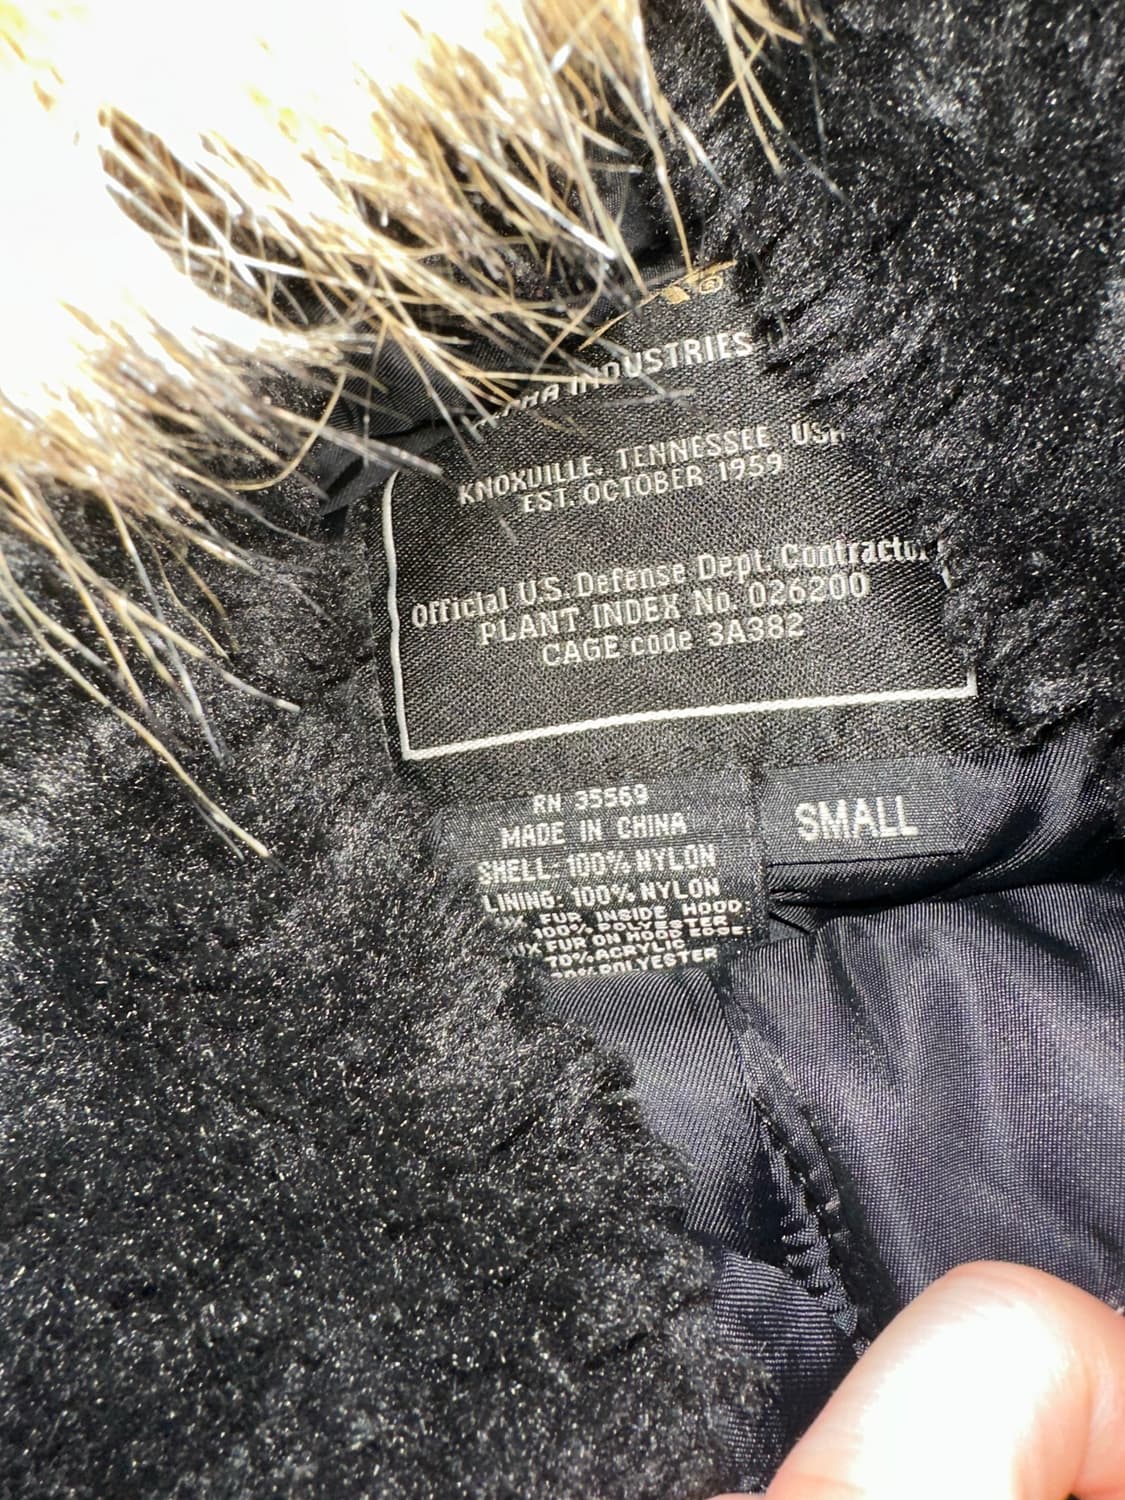 INDUSTRIES
KNOXVILLE, TENNESSEE USA
EST. OCTOBER 1959
Official U.S. Defense Dept. Contractor
PLANT INDEX No. 026200
CAGE code 3A382
RN 35569
MADE IN CHINA
SHELL: 100% NYLON
LINING: 100% NYLON
FUR INSIDE HOOD:
100% POLYESTER
FUR ON HOOD EDGE:
70% ACRYLIC
POLYESTER
SMALL